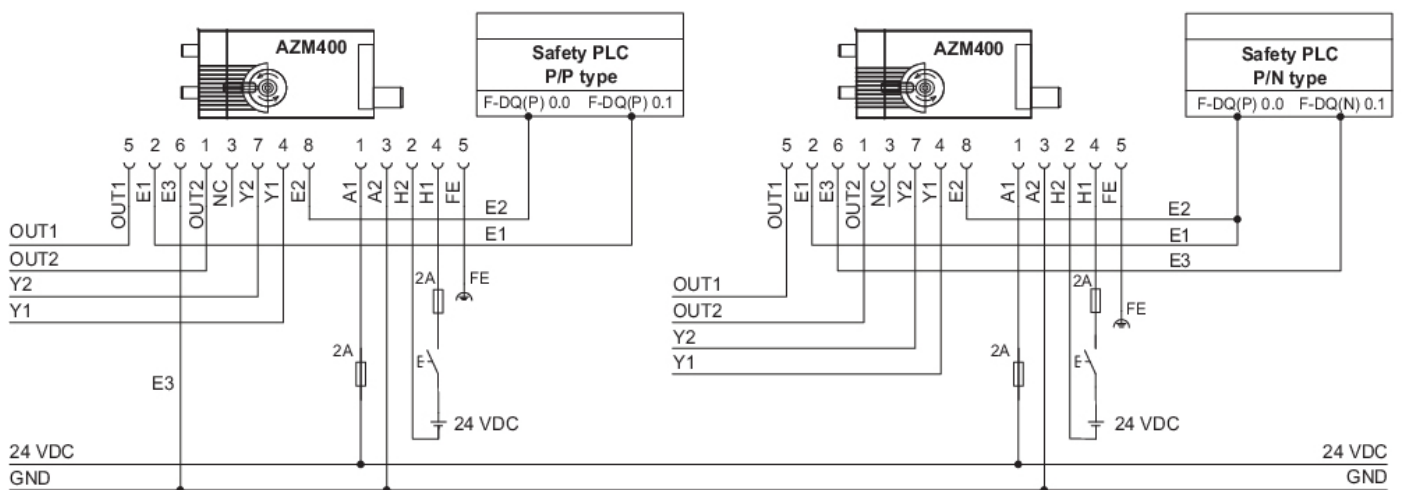 AZM400
Safety PLC
P/P type
F-DQ(P) 0.0 F-DQ(P) 0.1
AZM400
Safety PLC
P/N type
F-DQ(P) 0.0 F-DQ(N) 0.1
5 2 6 1 3 7 4 8 1 3 2 4 5
OUT1 E1 E3 OUT2 NC Y2 Y1 E2 A1 A2 H2 H1 FE
5 2 6 1 3 7 4 8 1 3 2 4 5
OUT1 E1 E3 OUT2 NC Y2 Y1 E2 A1 A2 H2 H1 FE
E2
E1
OUT1
OUT2
Y2
Y1
2A
FE
2A
E3
24 VDC
E2
E1
E3
OUT1
OUT2
Y2
Y1
2A
FE
2A
24 VDC
24 VDC
24 VDC
GND
GND